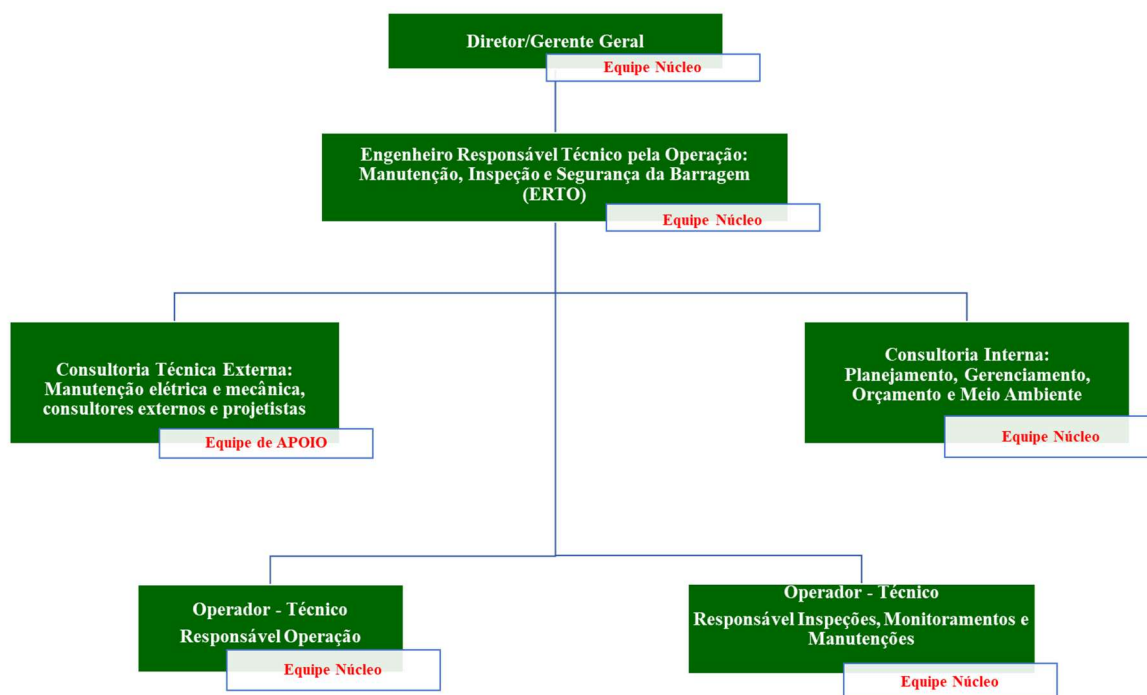 Diretor/Gerente Geral
Equipe Núcleo
Engenheiro Responsável Técnico pela Operação:
Manutenção, Inspeção e Segurança da Barragem
(ERTO)
Equipe Núcleo
Consultoria Técnica Externa:
Manutenção elétrica e mecânica,
consultores externos e projetistas
Equipe de APOIO
Consultoria Interna:
Planejamento, Gerenciamento,
Orçamento e Meio Ambiente
Equipe Núcleo
Operador - Técnico
Responsável Operação
Equipe Núcleo
Operador - Técnico
Responsável Inspeções, Monitoramentos e
Manutenções
Equipe Núcleo